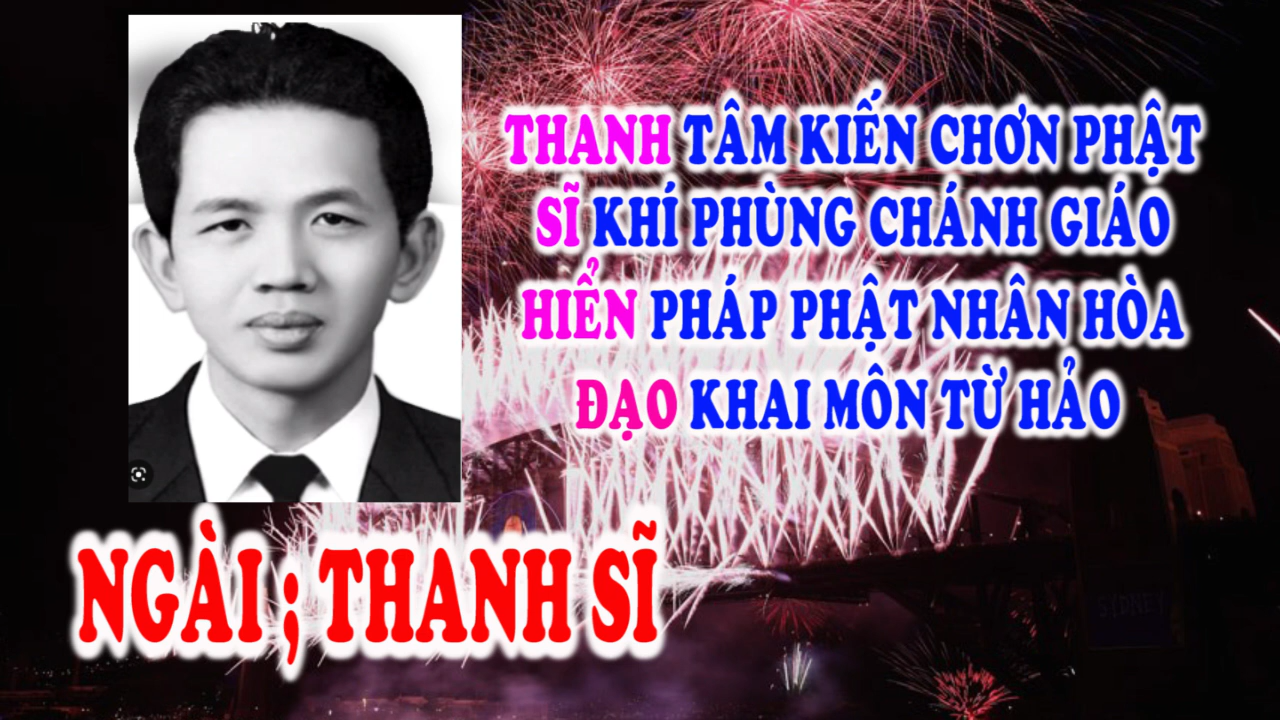 THANH TÂM KIẾN CHƠN PHẬT
SĨ KHÍ PHÙNG CHÁNH GIÁO
HIỂN PHÁP PHẬT NHÂN HÒA
ĐẠO KHAI MÔN TỪ HẢO
NGÀI ; THANH SĨ
SYDNEY